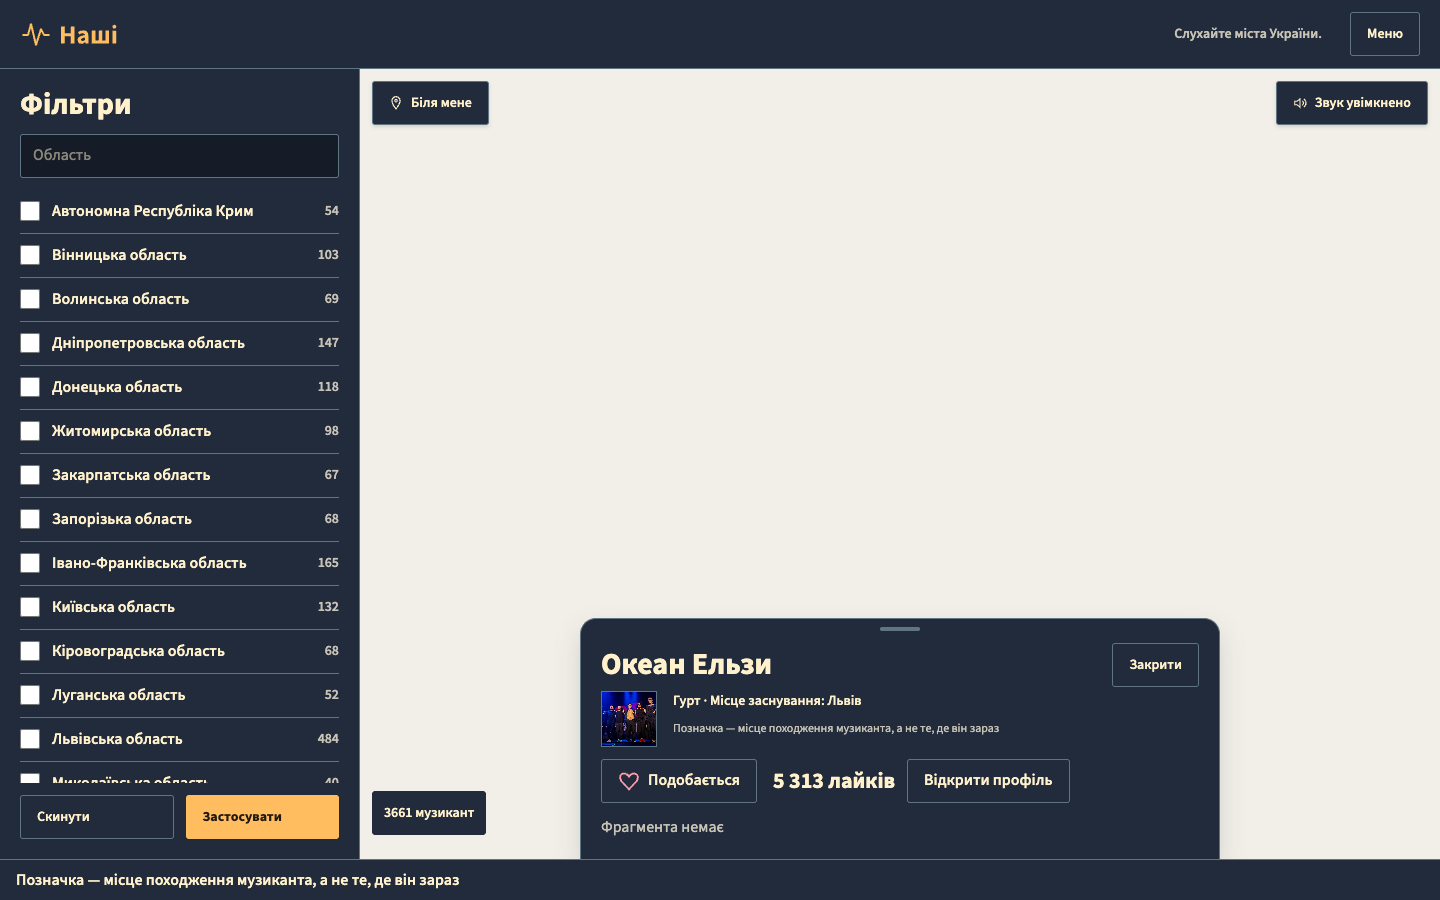 Наші
Слухайте міста України.
Меню
Фільтри
Область
Автономна Республіка Крим 54
Вінницька область 103
Волинська область 69
Дніпропетровська область 147
Донецька область 118
Житомирська область 98
Закарпатська область 67
Запорізька область 68
Івано-Франківська область 165
Київська область 132
Кіровоградська область 68
Луганська область 52
Львівська область 484
Миколаївська область 40
Скинути
Застосувати
Біля мене
Звук увімкнено
3661 музикант
Океан Ельзи
Закрити
Гурт · Місце заснування: Львів
Позначка — місце походження музиканта, а не те, де він зараз
Подобається
5 313 лайків
Відкрити профіль
Фрагмента немає
Позначка — місце походження музиканта, а не те, де він зараз